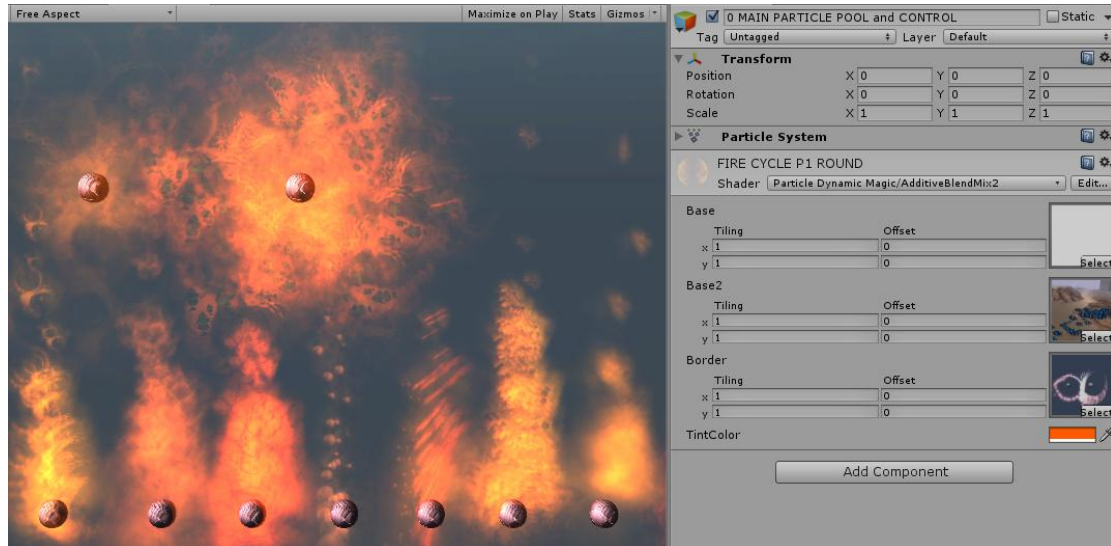 Free Aspect
Maximize on Play Stats Gizmos
0 MAIN PARTICLE POOL and CONTROL Static
Tag Untagged Layer Default
Transform
Position X 0 Y 0 Z 0
Rotation X 0 Y 0 Z 0
Scale X 1 Y 1 Z 1
Particle System
FIRE CYCLE P1 ROUND
Shader Particle Dynamic Magic/AdditiveBlendMix2 Edit...
Base
Tiling Offset
x 1 0
y 1 0
Select
Base2
Tiling Offset
x 1 0
y 1 0
Select
Border
Tiling Offset
x 1 0
y 1 0
Select
TintColor
Add Component